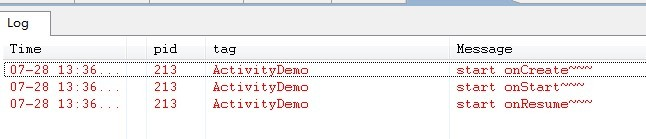 Log
Time pid tag Message
07-28 13:36... 213 ActivityDemo start onCreate~~~
07-28 13:36... 213 ActivityDemo start onStart~~~
07-28 13:36... 213 ActivityDemo start onResume~~~